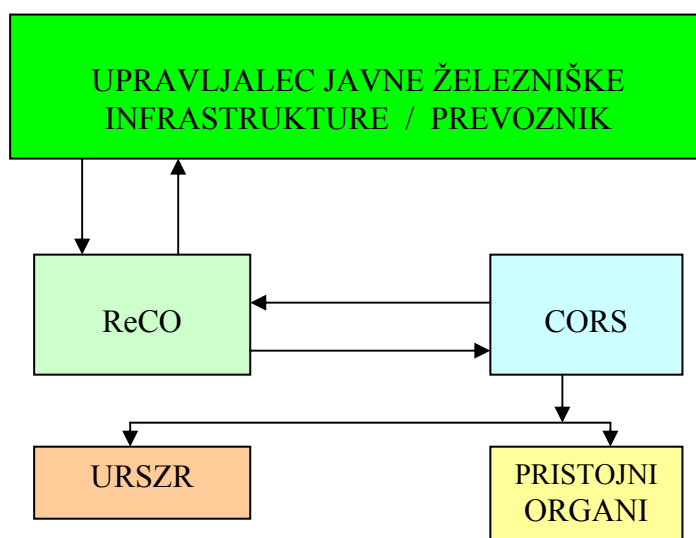 UPRAVLJALEC JAVNE ŽELEZNIŠKE
INFRASTRUKTURE / PREVOZNIK
ReCO
CORS
URSZR
PRISTOJNI
ORGANI